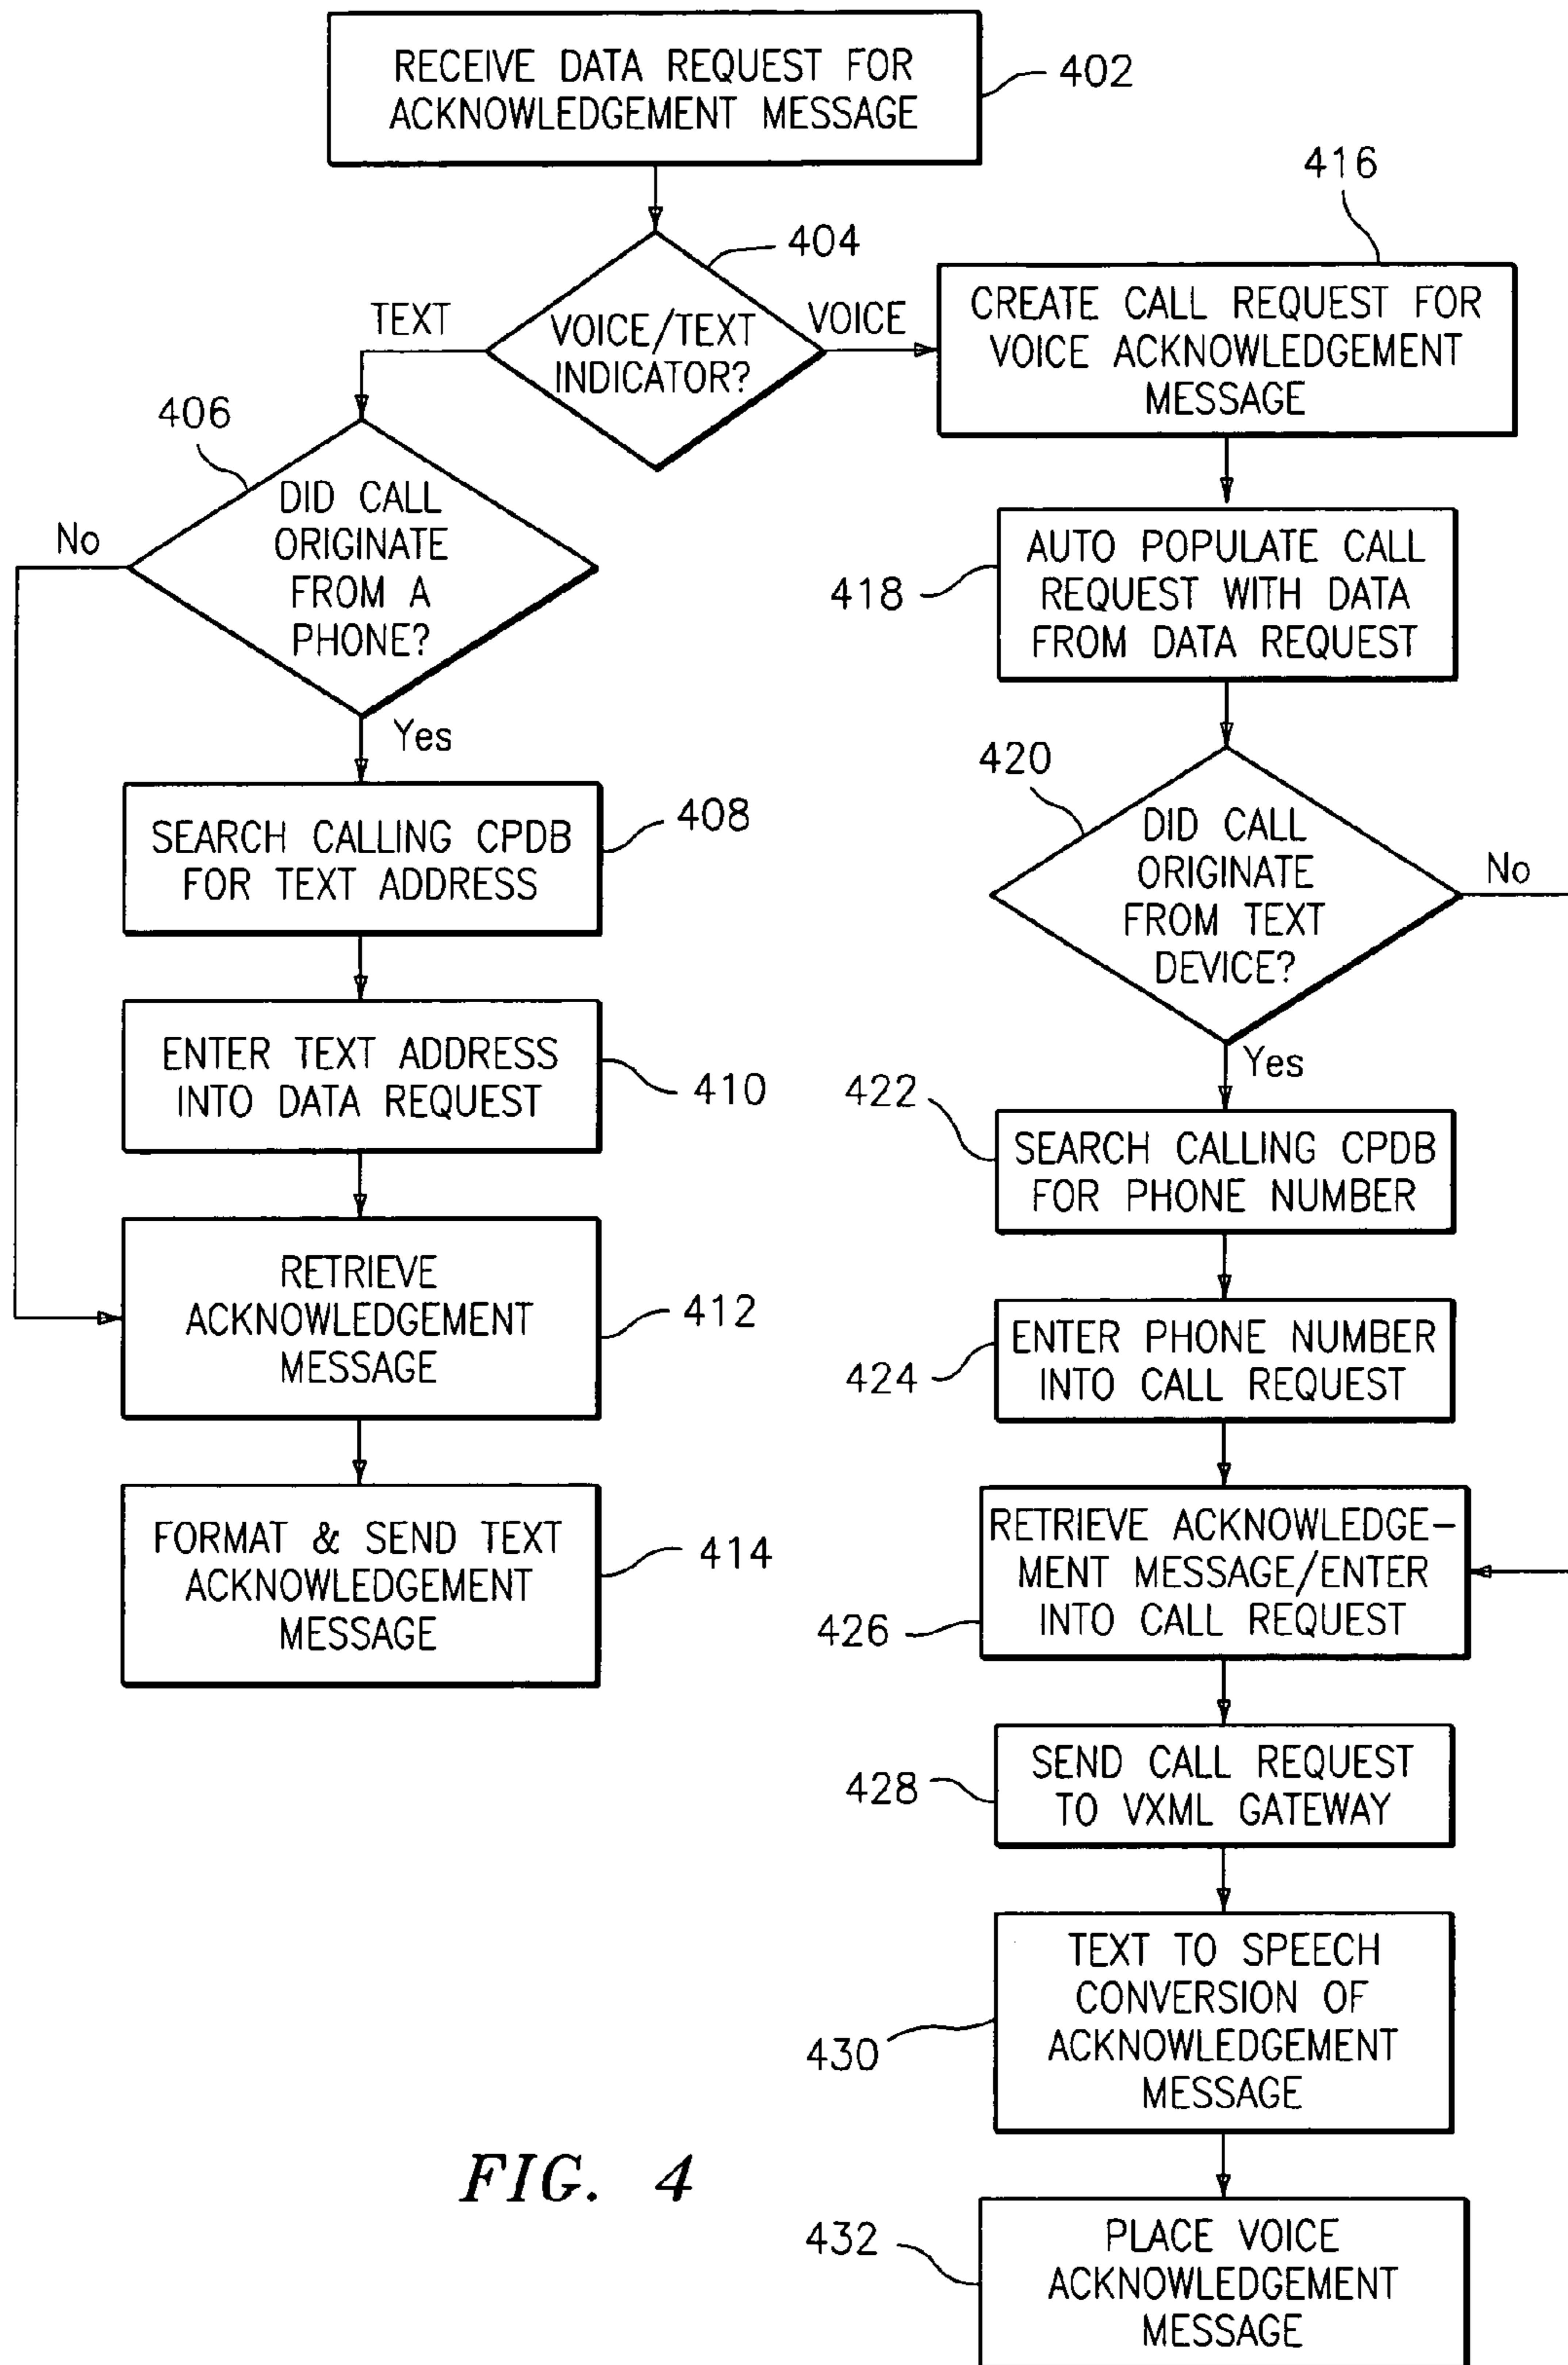 RECEIVE DATA REQUEST FOR
ACKNOWLEDGEMENT MESSAGE
402
404
VOICE/TEXT
INDICATOR?
TEXT
VOICE
416
CREATE CALL REQUEST FOR
VOICE ACKNOWLEDGEMENT
MESSAGE
406
DID CALL
ORIGINATE
FROM A
PHONE?
No
Yes
418
AUTO POPULATE CALL
REQUEST WITH DATA
FROM DATA REQUEST
408
SEARCH CALLING CPDB
FOR TEXT ADDRESS
420
DID CALL
ORIGINATE
FROM TEXT
DEVICE?
No
Yes
ENTER TEXT ADDRESS
INTO DATA REQUEST
410
422
SEARCH CALLING CPDB
FOR PHONE NUMBER
RETRIEVE
ACKNOWLEDGEMENT
MESSAGE
412
424
ENTER PHONE NUMBER
INTO CALL REQUEST
FORMAT & SEND TEXT
ACKNOWLEDGEMENT
MESSAGE
414
RETRIEVE ACKNOWLEDGE-
MENT MESSAGE/ENTER
INTO CALL REQUEST
426
428
SEND CALL REQUEST
TO VXML GATEWAY
430
TEXT TO SPEECH
CONVERSION OF
ACKNOWLEDGEMENT
MESSAGE
FIG. 4
432
PLACE VOICE
ACKNOWLEDGEMENT
MESSAGE